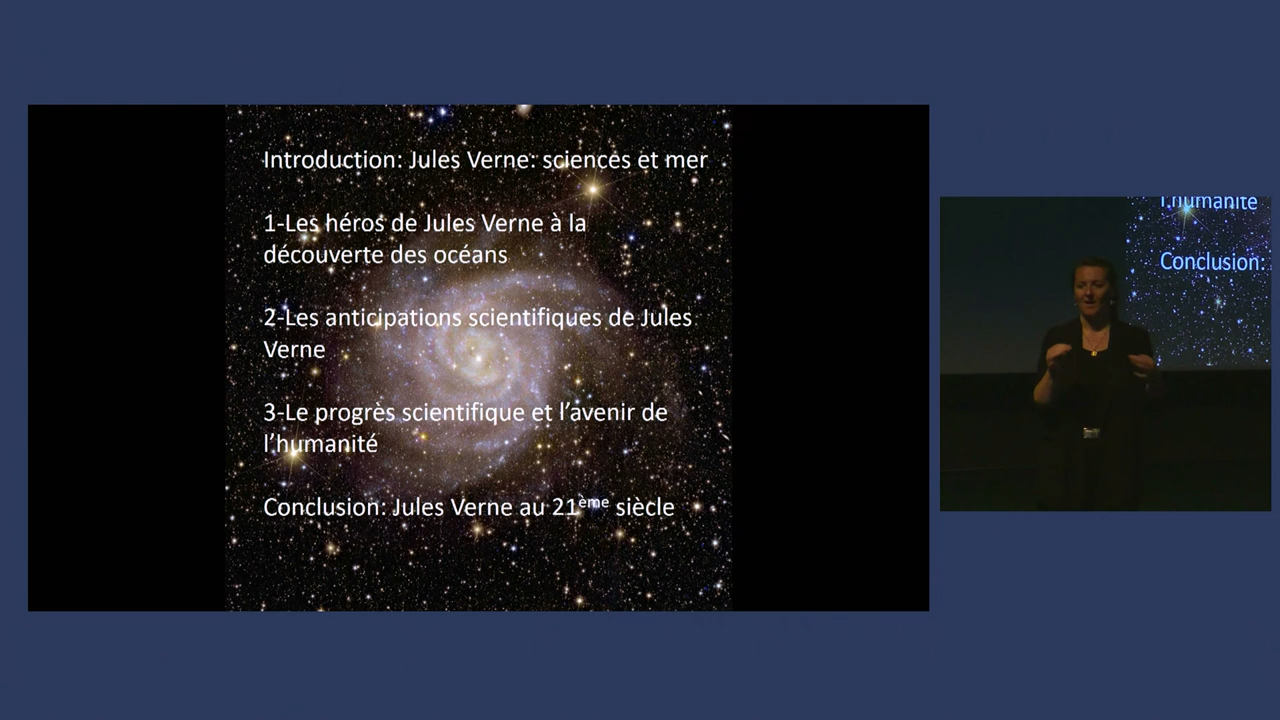 Introduction: Jules Verne: sciences et mer
1-Les héros de Jules Verne à la
découverte des océans
2-Les anticipations scientifiques de Jules
Verne
3-Le progrès scientifique et l’avenir de
l’humanité
Conclusion: Jules Verne au 21ème siècle
l’humanité
Conclusion: